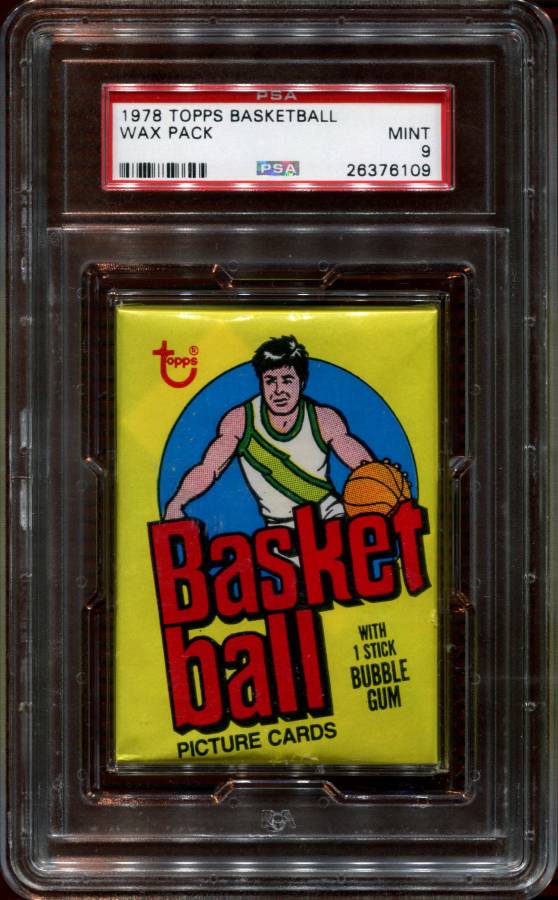 PSA
1978 TOPPS BASKETBALL
WAX PACK
MINT
9
PSA
26376109
topps®
Basket
ball
WITH
1 STICK
BUBBLE
GUM
PICTURE CARDS